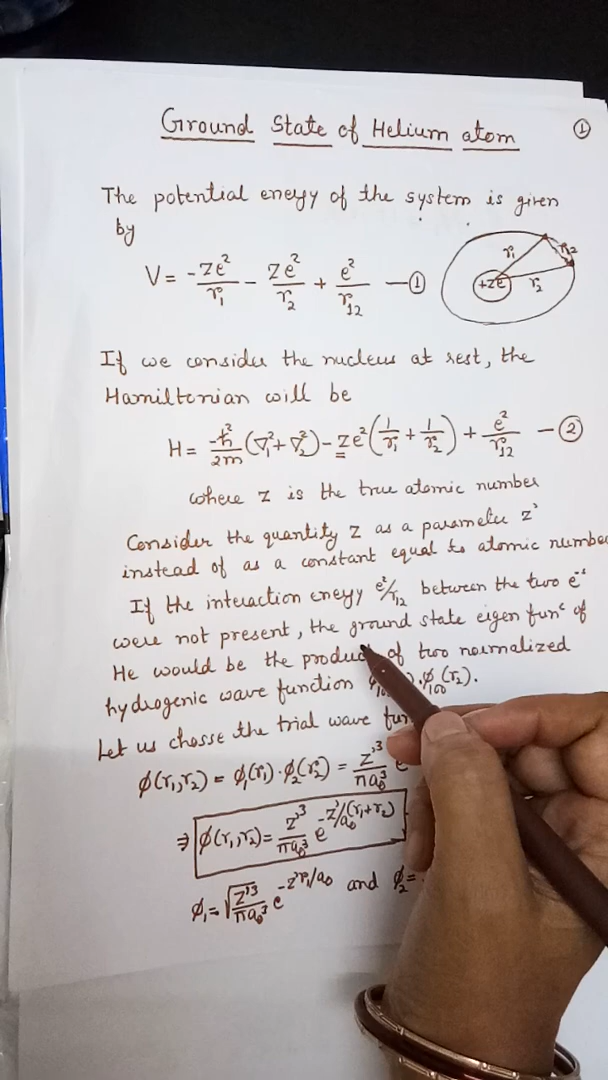 Ground State of Helium atom
①
The potential energy of the system is given
by
V = -Ze²/r₁ - Ze²/r₂ + e²/r₁₂ — ①
r₁ r₁₂
+Ze r₂
If we consider the nucleus at rest, the
Hamiltonian will be
H = -ħ²/2m (∇₁² + ∇₂²) - Ze² (1/r₁ + 1/r₂) + e²/r₁₂ — ②
where Z is the true atomic number
Consider the quantity Z as a parameter Z'
instead of as a constant equal to atomic number
If the interaction energy e²/r₁₂ between the two e⁻ˢ
were not present, the ground state eigen funᶜ of
He would be the product of two normalized
hydrogenic wave function . ϕ₁₀₀(r₂).
Let us chosse the trial wave
ϕ(r₁,r₂) = ϕ₁(r₁).ϕ₂(r₂) = Z'³/πa₀³ e
⇒ ϕ(r₁,r₂) = Z'³/πa₀³ e^-Z'/a₀(r₁+r₂)
ϕ₁ = √(Z'³/πa₀³) e^-Z'r₁/a₀ and ϕ₂ =